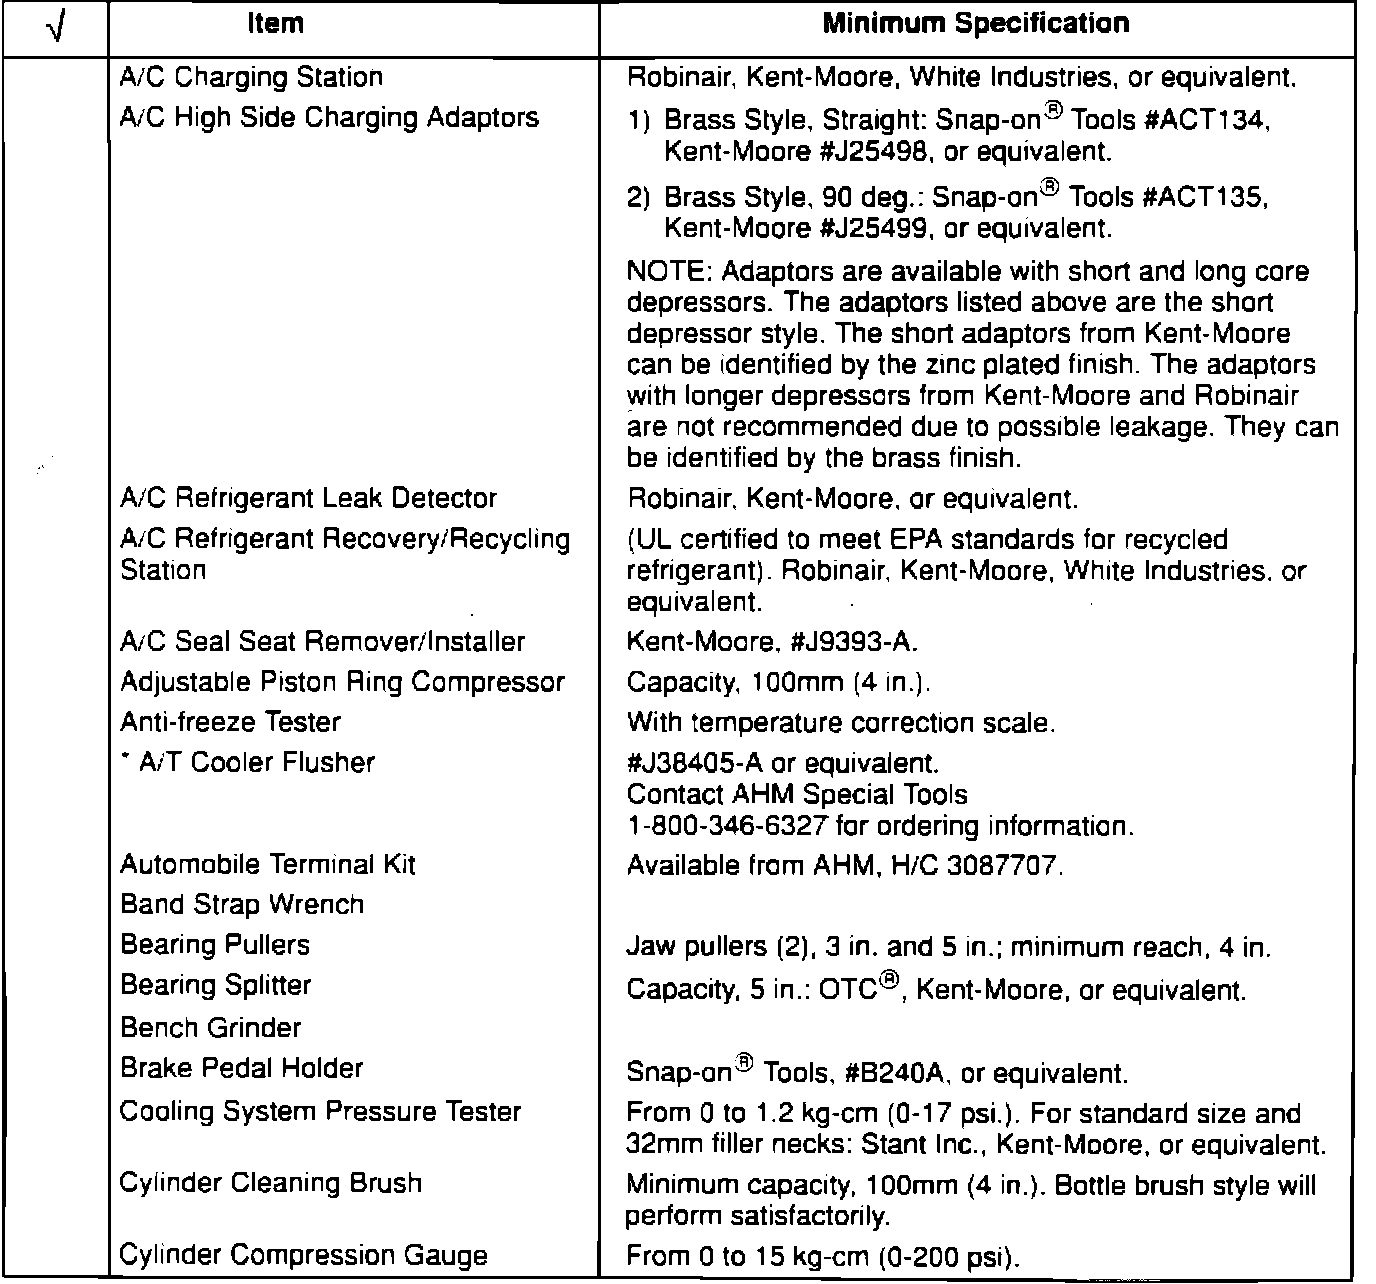 √ Item Minimum Specification
A/C Charging Station Robinair, Kent-Moore, White Industries, or equivalent.
A/C High Side Charging Adaptors 1) Brass Style, Straight: Snap-on® Tools #ACT134,
Kent-Moore #J25498, or equivalent.
2) Brass Style, 90 deg.: Snap-on® Tools #ACT135,
Kent-Moore #J25499, or equivalent.
NOTE: Adaptors are available with short and long core
depressors. The adaptors listed above are the short
depressor style. The short adaptors from Kent-Moore
can be identified by the zinc plated finish. The adaptors
with longer depressors from Kent-Moore and Robinair
are not recommended due to possible leakage. They can
be identified by the brass finish.
A/C Refrigerant Leak Detector Robinair, Kent-Moore, or equivalent.
A/C Refrigerant Recovery/Recycling (UL certified to meet EPA standards for recycled
Station refrigerant). Robinair, Kent-Moore, White Industries, or
equivalent.
A/C Seal Seat Remover/Installer Kent-Moore, #J9393-A.
Adjustable Piston Ring Compressor Capacity, 100mm (4 in.).
Anti-freeze Tester With temperature correction scale.
* A/T Cooler Flusher #J38405-A or equivalent.
Contact AHM Special Tools
1-800-346-6327 for ordering information.
Automobile Terminal Kit Available from AHM, H/C 3087707.
Band Strap Wrench
Bearing Pullers Jaw pullers (2), 3 in. and 5 in.; minimum reach, 4 in.
Bearing Splitter Capacity, 5 in.: OTC®, Kent-Moore, or equivalent.
Bench Grinder
Brake Pedal Holder Snap-on® Tools, #B240A, or equivalent.
Cooling System Pressure Tester From 0 to 1.2 kg-cm (0-17 psi.). For standard size and
32mm filler necks: Stant Inc., Kent-Moore, or equivalent.
Cylinder Cleaning Brush Minimum capacity, 100mm (4 in.). Bottle brush style will
perform satisfactorily.
Cylinder Compression Gauge From 0 to 15 kg-cm (0-200 psi).